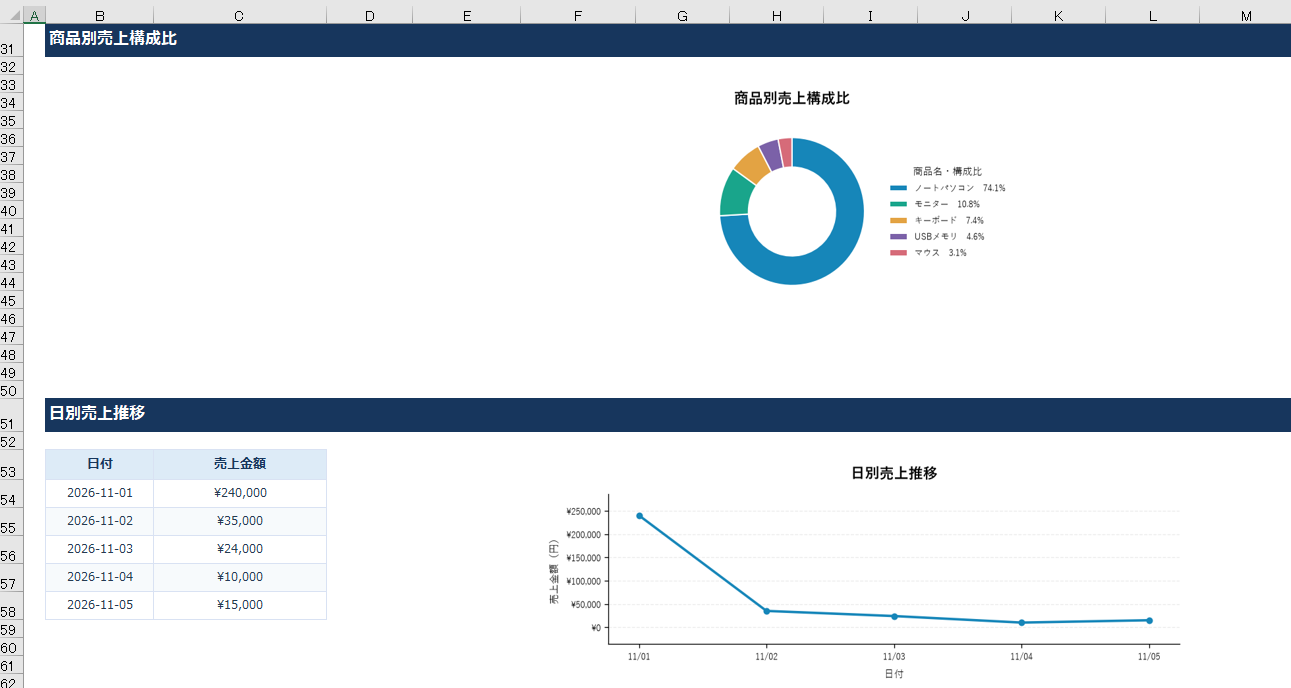 A B C D E F G H I J K L M
31 商品別売上構成比
32
33
34 商品別売上構成比
35
36
37
38 商品名・構成比
39 ノートパソコン 74.1%
40 モニター 10.8%
キーボード 7.4%
41
42 USBメモリ 4.6%
43 マウス 3.1%
44
45
46
47
48
49
50
51 日別売上推移
52
53 日付 売上金額
54 2026-11-01 ¥240,000
55 2026-11-02 ¥35,000
56 2026-11-03 ¥24,000
57 2026-11-04 ¥10,000
58 2026-11-05 ¥15,000
59
60
61
62
日別売上推移
売上金額（円）
¥250,000
¥200,000
¥150,000
¥100,000
¥50,000
¥0
11/01 11/02 11/03 11/04 11/05
日付